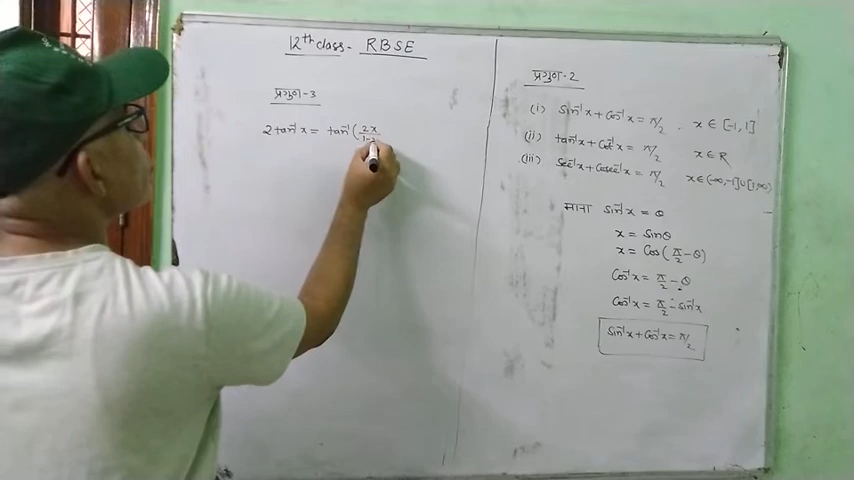 12th class - RBSE
प्रगुण-3
2tan⁻¹x = tan⁻¹(2x/1-x
प्रगुण-2
(i) Sin⁻¹x + Cos⁻¹x = π/2 . x ∈ [-1, 1]
(ii) tan⁻¹x + Cot⁻¹x = π/2 x ∈ R
(iii) Sec⁻¹x + Cosec⁻¹x = π/2 x ∈ (-∞, -1] ∪ [1, ∞)
माना Sin⁻¹x = θ
x = Sinθ
x = Cos(π/2 - θ)
Cos⁻¹x = π/2 - θ
Cos⁻¹x = π/2 - Sin⁻¹x
Sin⁻¹x + Cos⁻¹x = π/2